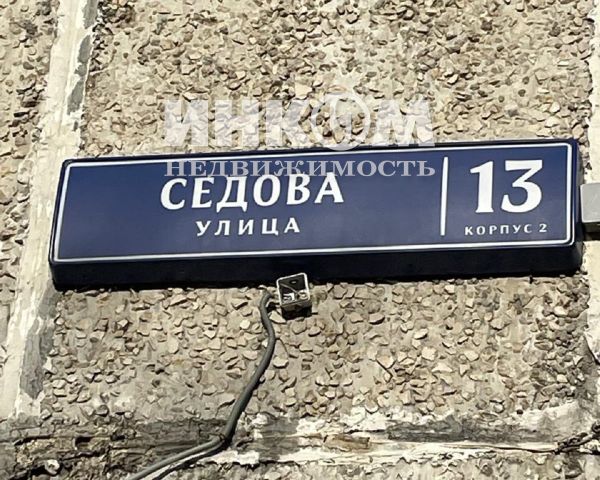 ИНКОМ
НЕДВИЖИМОСТЬ
СЕДОВА
УЛИЦА
13
КОРПУС 2